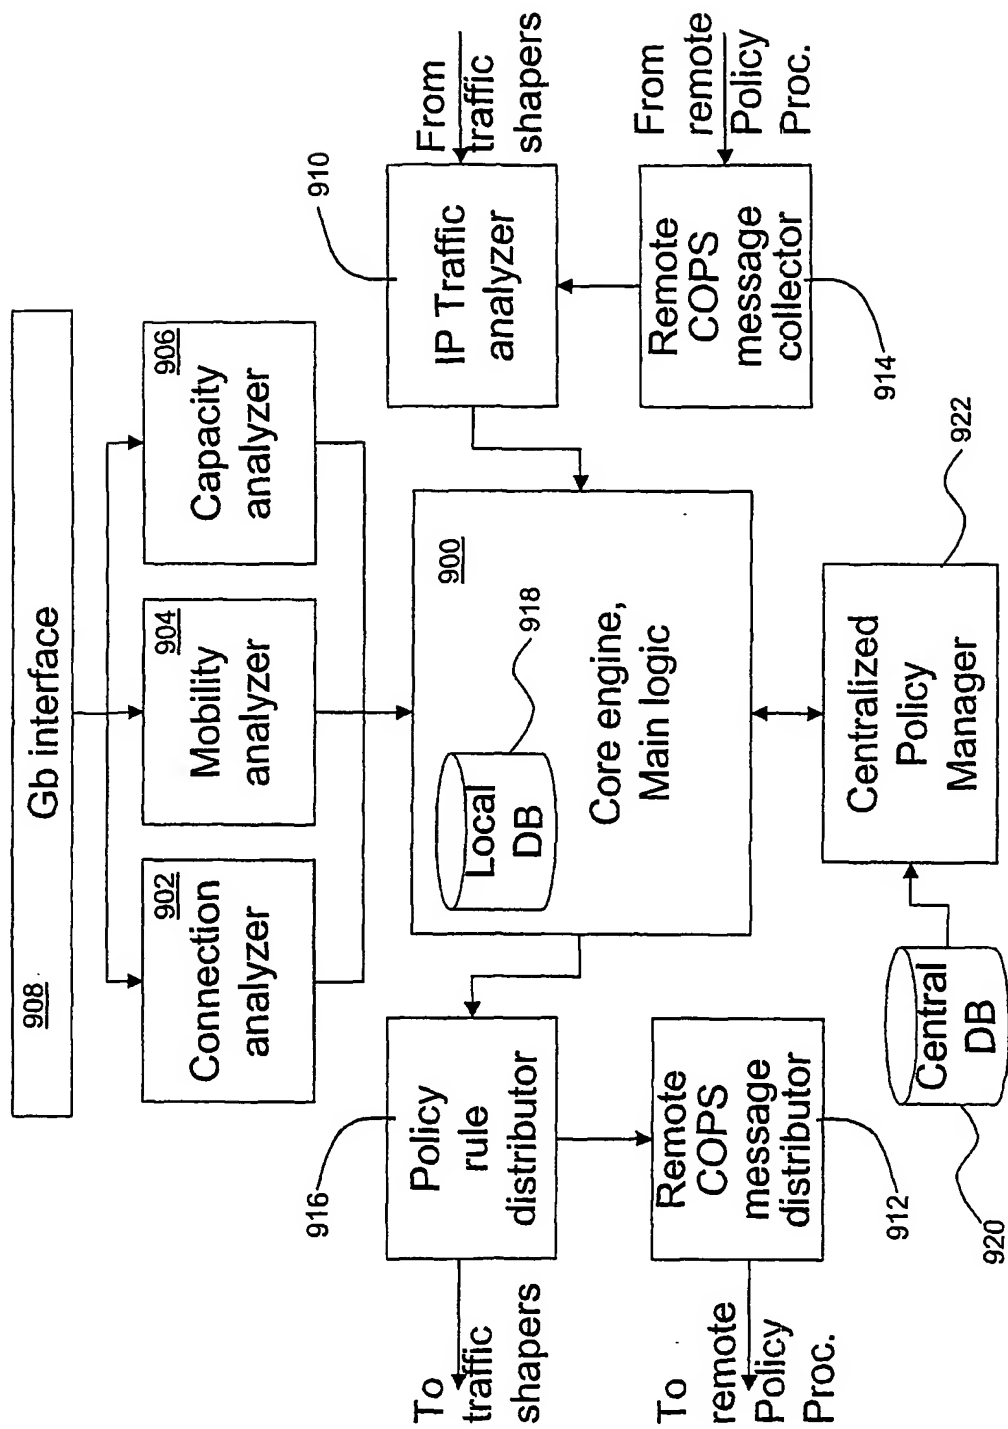 908
Gb interface
902
Connection
analyzer
904
Mobility
analyzer
906
Capacity
analyzer
916
Policy
rule
distributor
To
traffic
shapers
900
Local
DB
918
Core engine,
Main logic
910
IP Traffic
analyzer
From
traffic
shapers
Remote
COPS
message
distributor
912
To
remote
Policy
Proc.
Remote
COPS
message
collector
914
From
remote
Policy
Proc.
Central
DB
920
Centralized
Policy
Manager
922